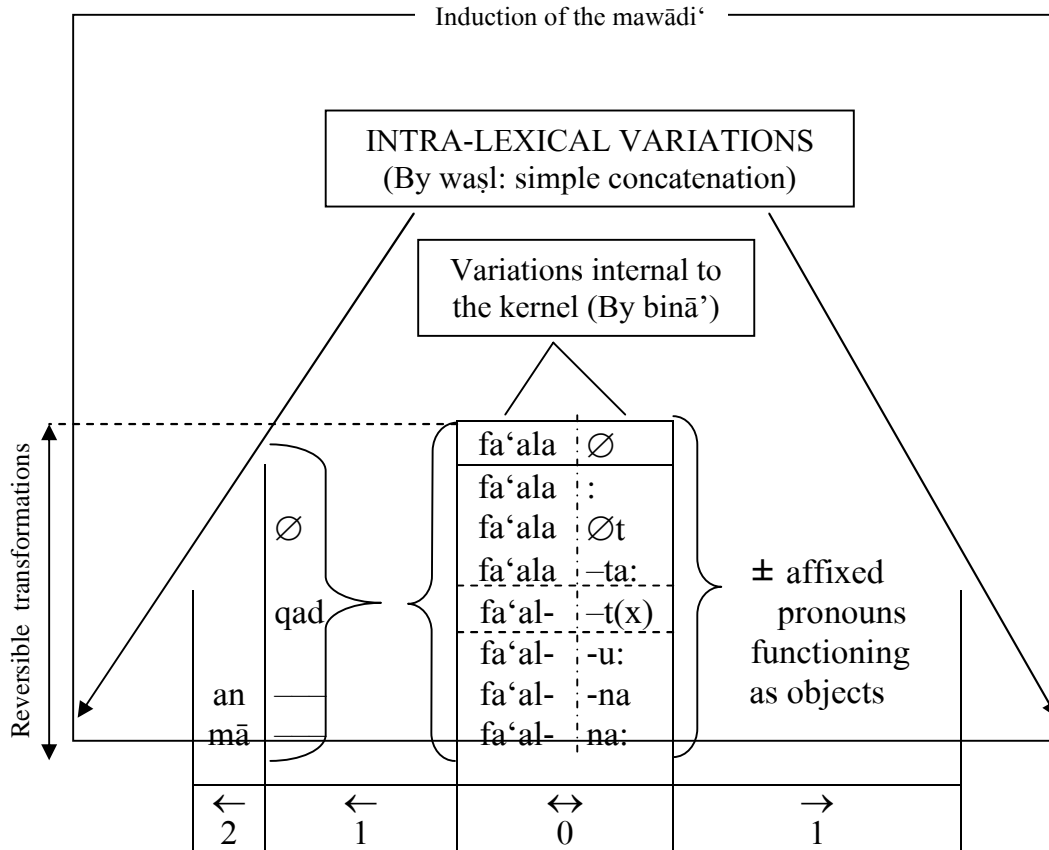 Induction of the mawādi‘
INTRA-LEXICAL VARIATIONS
(By waṣl: simple concatenation)
Variations internal to
the kernel (By binā’)
Reversible transformations
fa‘ala ∅
fa‘ala :
∅ fa‘ala ∅t
fa‘ala –ta:
qad fa‘al- –t(x)
fa‘al- -u:
an fa‘al- -na
mā fa‘al- na:
± affixed
pronouns
functioning
as objects
← ← ↔ →
2 1 0 1